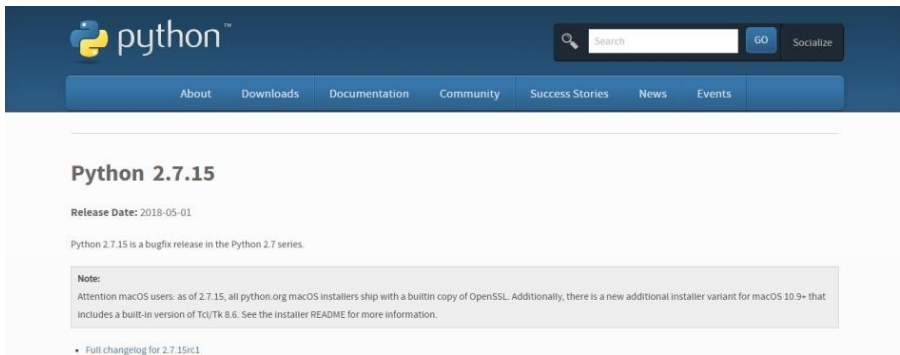 python™
Search
GO
Socialize
About Downloads Documentation Community Success Stories News Events
Python 2.7.15
Release Date: 2018-05-01
Python 2.7.15 is a bugfix release in the Python 2.7 series.
Note:
Attention macOS users: as of 2.7.15, all python.org macOS installers ship with a builtin copy of OpenSSL. Additionally, there is a new additional installer variant for macOS 10.9+ that
includes a built-in version of Tcl/Tk 8.6. See the installer README for more information.
• Full changelog for 2.7.15rc1